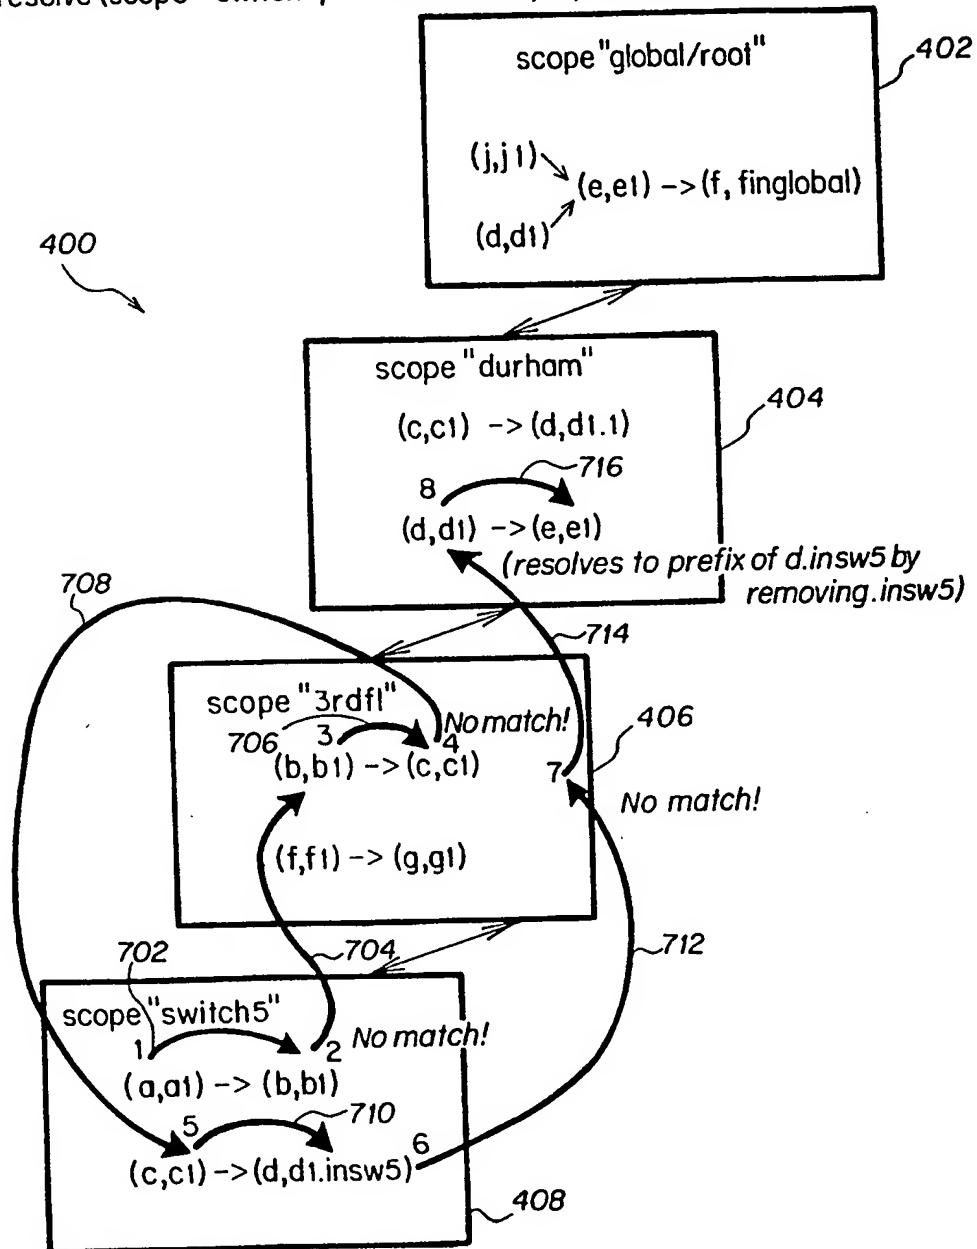 resolve (scope "switch
scope "global/root"
402
(j,j1)
(e,e1) -> (f, finglobal)
(d,d1)
400
scope "durham"
404
(c,c1) -> (d,d1.1)
716
8
(d,d1) -> (e,e1)
(resolves to prefix of d.insw5 by
removing.insw5)
708
714
scope "3rdfl"
406
706
3
4
No match!
(b,b1) -> (c,c1)
7
No match!
(f,f1) -> (g,g1)
702
704
712
scope "switch5"
1
2
No match!
(a,a1) -> (b,b1)
5
710
6
(c,c1) -> (d,d1.insw5)
408